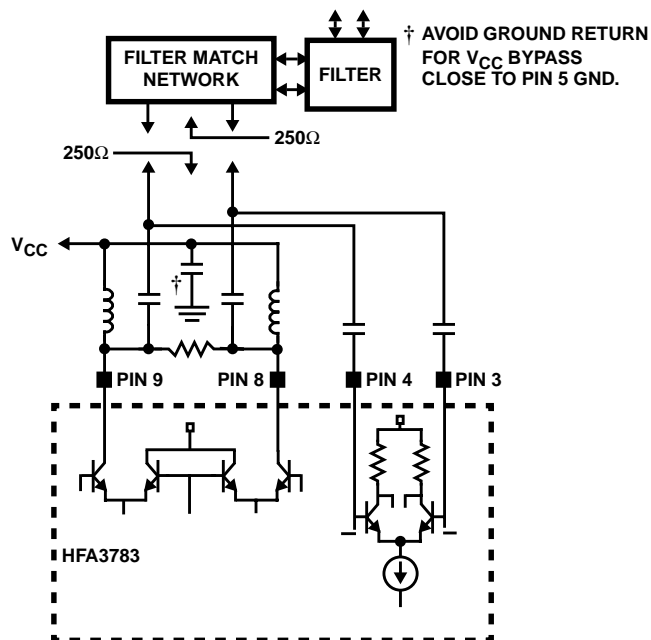 † AVOID GROUND RETURN
FOR VCC BYPASS
CLOSE TO PIN 5 GND.
FILTER MATCH
NETWORK
FILTER
250Ω
250Ω
VCC
†
PIN 9
PIN 8
PIN 4
PIN 3
HFA3783